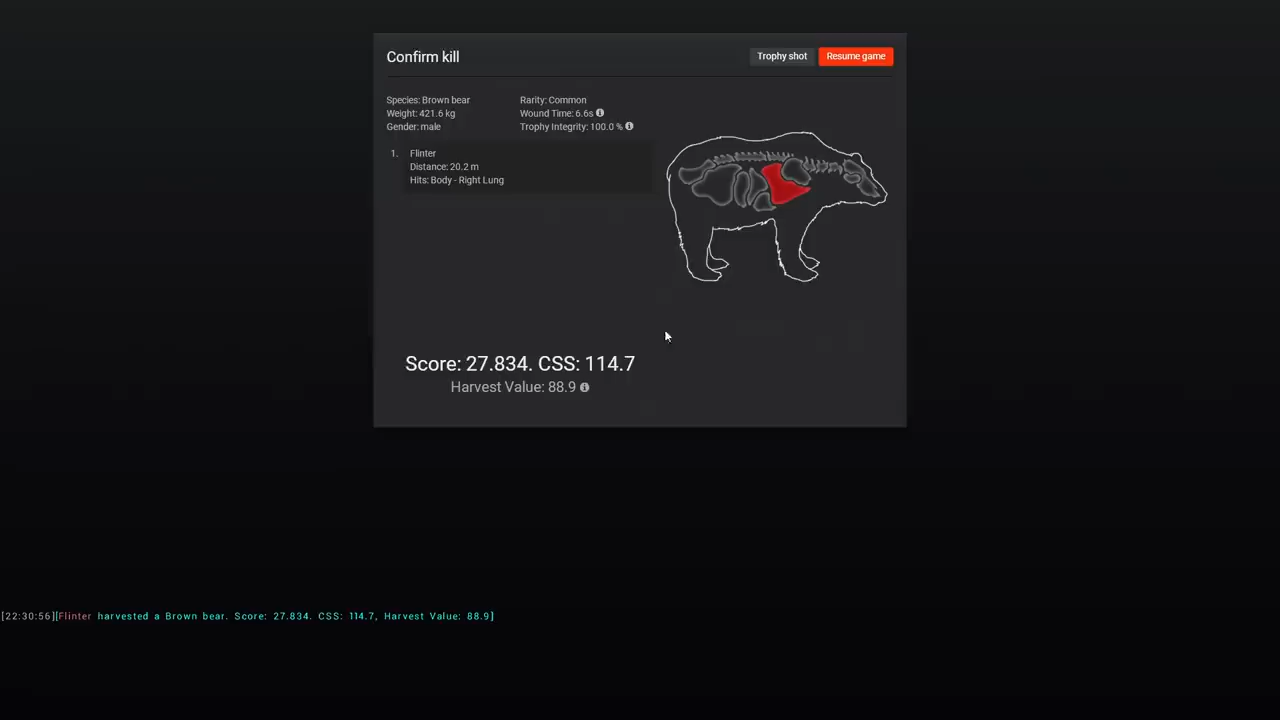 Confirm kill
Trophy shot
Resume game
Species: Brown bear
Weight: 421.6 kg
Gender: male
Rarity: Common
Wound Time: 6.6s
Trophy Integrity: 100.0 %
1. Flinter
Distance: 20.2 m
Hits: Body - Right Lung
Score: 27.834. CSS: 114.7
Harvest Value: 88.9
[22:30:56][Flinter harvested a Brown bear. Score: 27.834. CSS: 114.7, Harvest Value: 88.9]